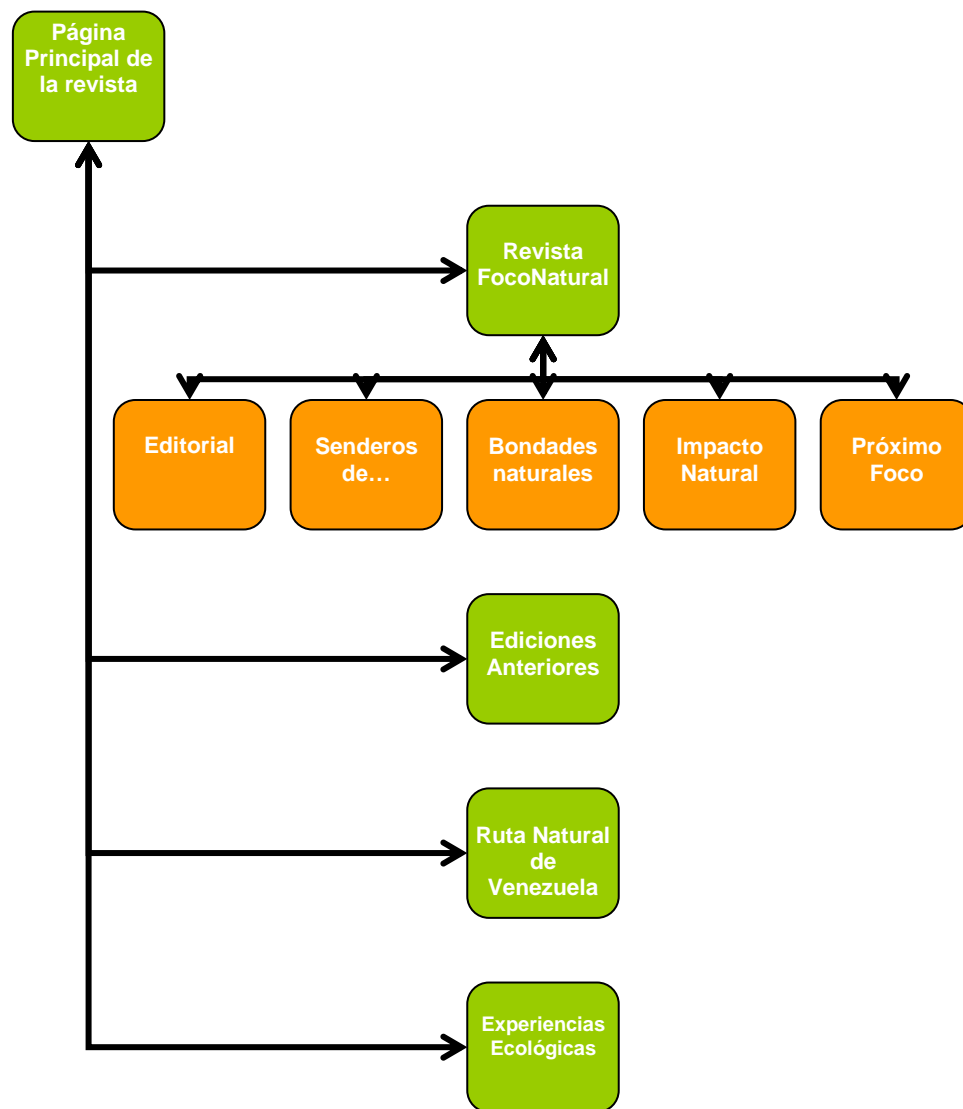 Página
Principal de
la revista
Revista
FocoNatural
Editorial
Senderos
de…
Bondades
naturales
Impacto
Natural
Próximo
Foco
Ediciones
Anteriores
Ruta Natural
de
Venezuela
Experiencias
Ecológicas